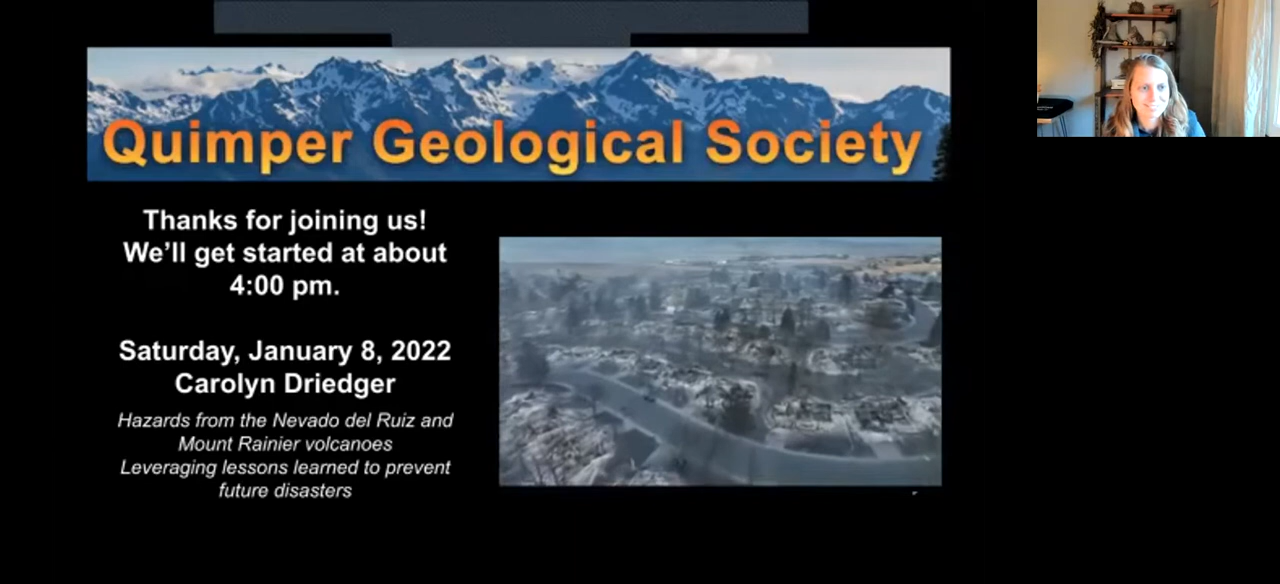 Quimper Geological Society
Thanks for joining us!
We’ll get started at about
4:00 pm.
Saturday, January 8, 2022
Carolyn Driedger
Hazards from the Nevado del Ruiz and
Mount Rainier volcanoes
Leveraging lessons learned to prevent
future disasters